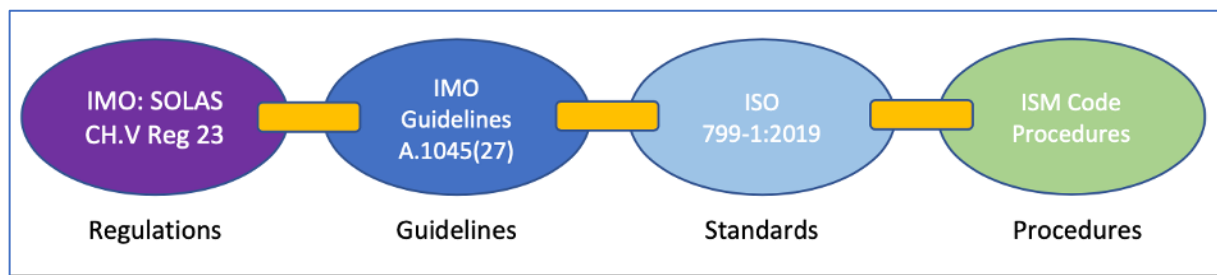 IMO: SOLAS
CH.V Reg 23
IMO
Guidelines
A.1045(27)
ISO
799-1:2019
ISM Code
Procedures
Regulations
Guidelines
Standards
Procedures